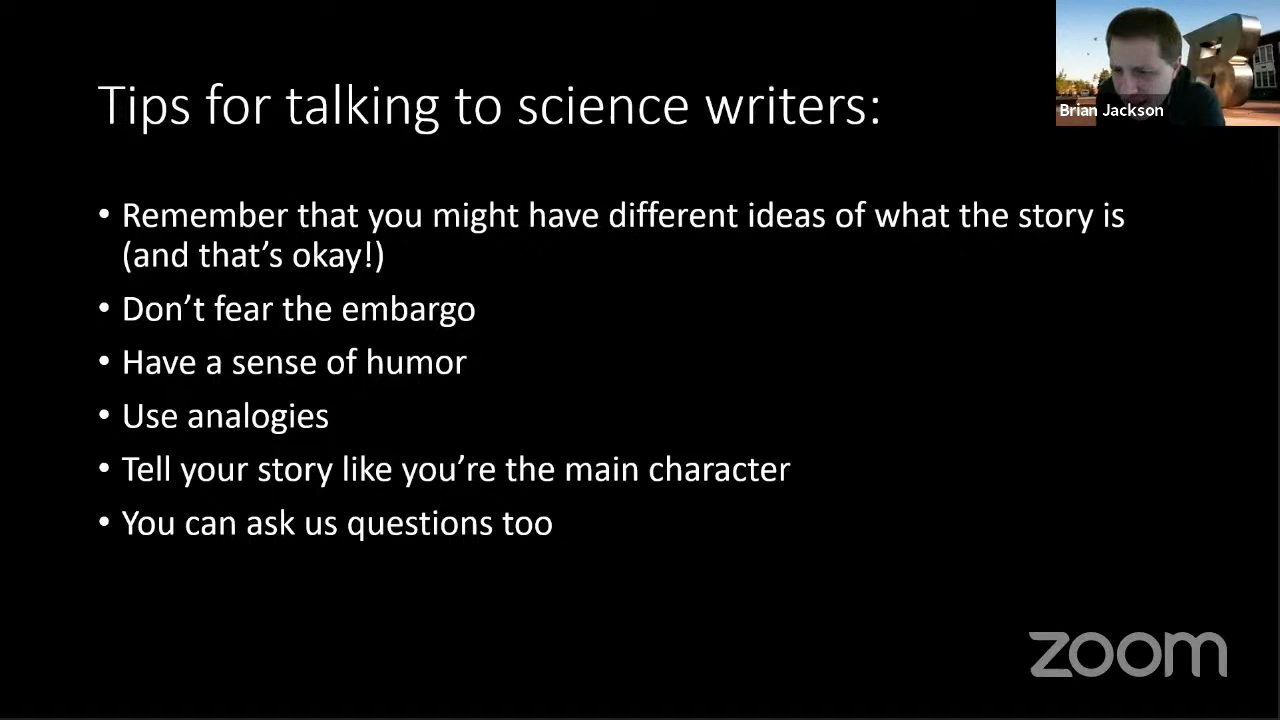 Tips for talking to science writers:
Brian Jackson
• Remember that you might have different ideas of what the story is
(and that’s okay!)
• Don’t fear the embargo
• Have a sense of humor
• Use analogies
• Tell your story like you’re the main character
• You can ask us questions too
zoom